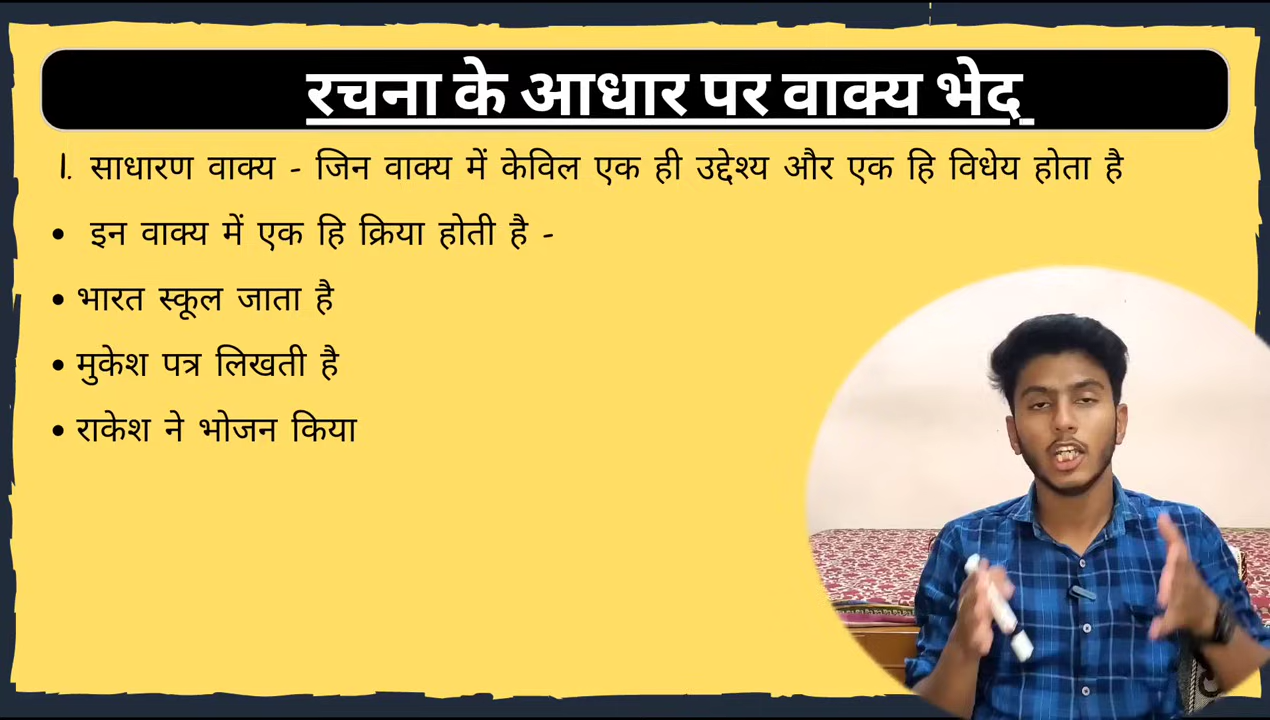 रचना के आधार पर वाक्य भेद
1. साधारण वाक्य - जिन वाक्य में केविल एक ही उद्देश्य और एक हि विधेय होता है
• इन वाक्य में एक हि क्रिया होती है -
• भारत स्कूल जाता है
• मुकेश पत्र लिखती है
• राकेश ने भोजन किया